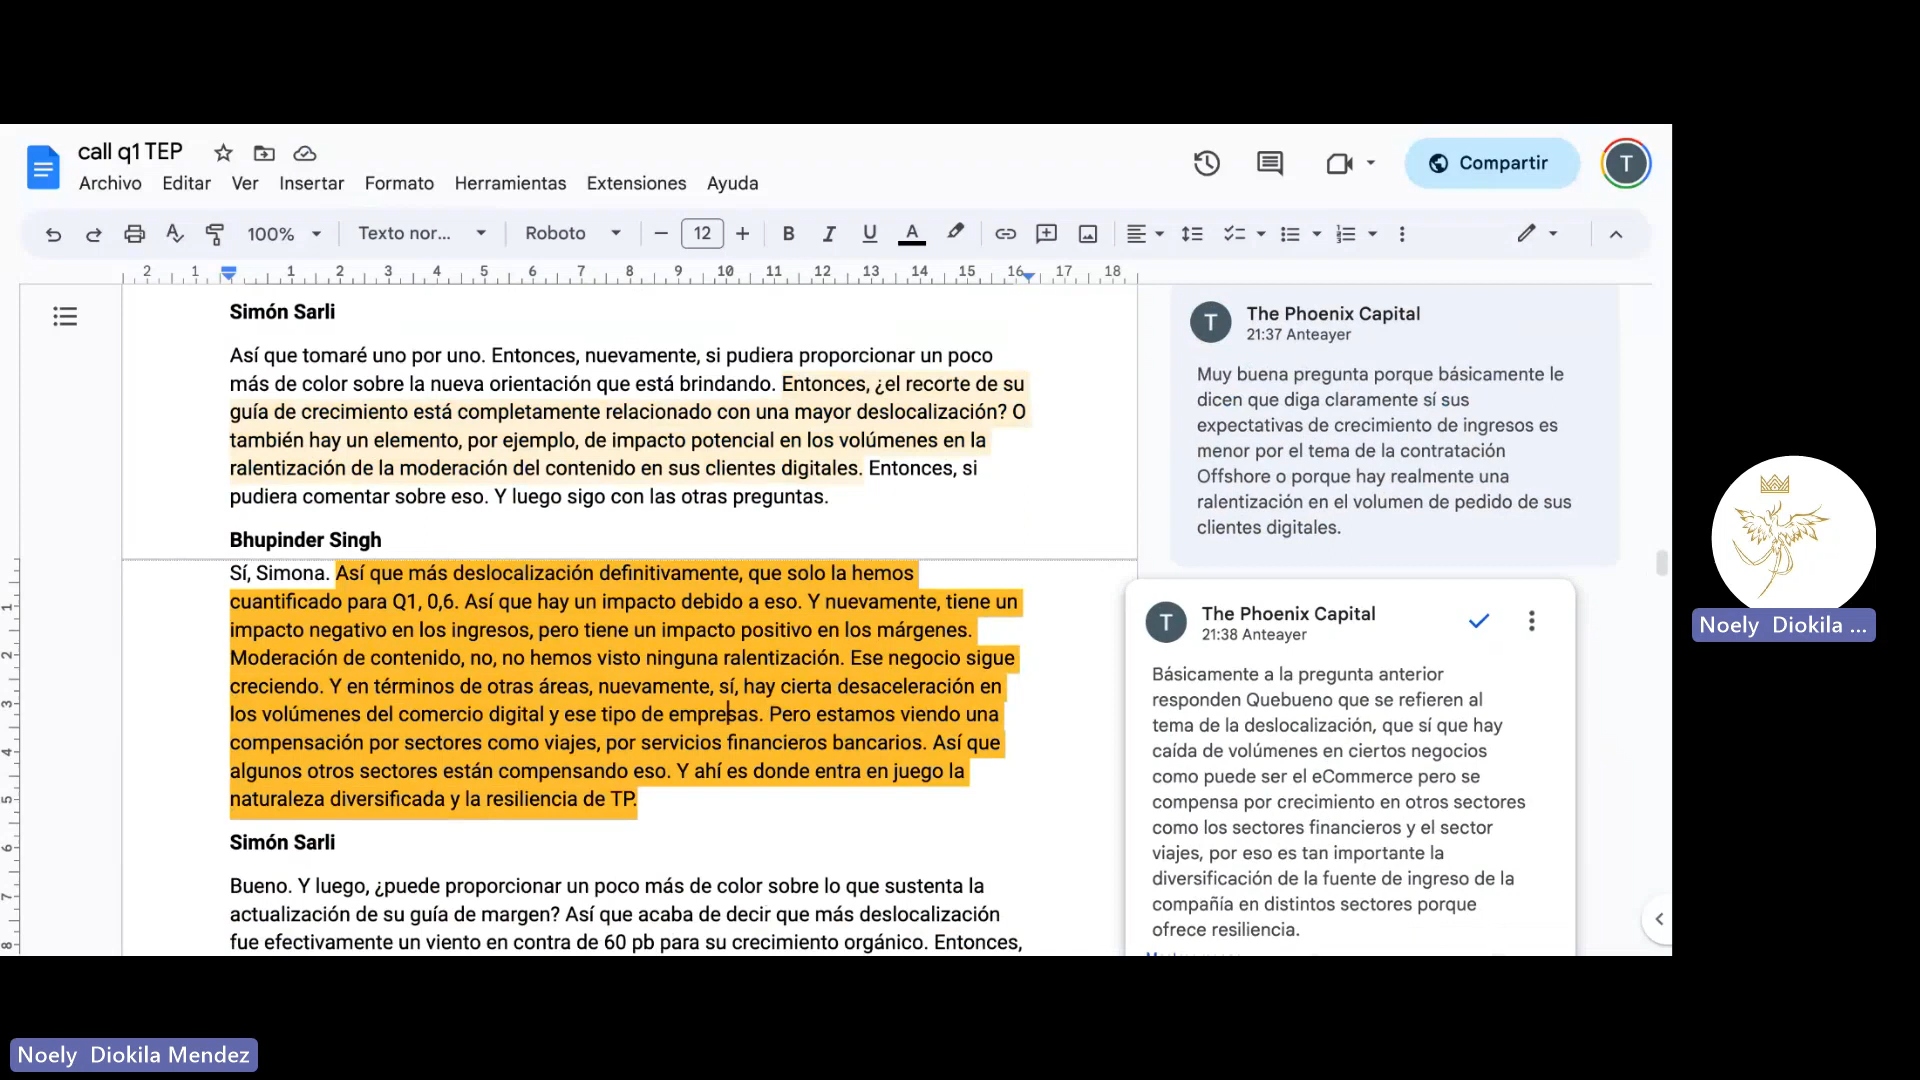 call q1 TEP
Archivo Editar Ver Insertar Formato Herramientas Extensiones Ayuda
Compartir
T
100% Texto nor... Roboto 12
2 1 1 2 3 4 5 6 7 8 9 10 11 12 13 14 15 16 17 18
Simón Sarli
Así que tomaré uno por uno. Entonces, nuevamente, si pudiera proporcionar un poco
más de color sobre la nueva orientación que está brindando. Entonces, ¿el recorte de su
guía de crecimiento está completamente relacionado con una mayor deslocalización? O
también hay un elemento, por ejemplo, de impacto potencial en los volúmenes en la
ralentización de la moderación del contenido en sus clientes digitales. Entonces, si
pudiera comentar sobre eso. Y luego sigo con las otras preguntas.
Bhupinder Singh
Sí, Simona. Así que más deslocalización definitivamente, que solo la hemos
cuantificado para Q1, 0,6. Así que hay un impacto debido a eso. Y nuevamente, tiene un
impacto negativo en los ingresos, pero tiene un impacto positivo en los márgenes.
Moderación de contenido, no, no hemos visto ninguna ralentización. Ese negocio sigue
creciendo. Y en términos de otras áreas, nuevamente, sí, hay cierta desaceleración en
los volúmenes del comercio digital y ese tipo de empresas. Pero estamos viendo una
compensación por sectores como viajes, por servicios financieros bancarios. Así que
algunos otros sectores están compensando eso. Y ahí es donde entra en juego la
naturaleza diversificada y la resiliencia de TP.
Simón Sarli
Bueno. Y luego, ¿puede proporcionar un poco más de color sobre lo que sustenta la
actualización de su guía de margen? Así que acaba de decir que más deslocalización
fue efectivamente un viento en contra de 60 pb para su crecimiento orgánico. Entonces,
1
2
3
4
5
6
7
8
T
The Phoenix Capital
21:37 Anteayer
Muy buena pregunta porque básicamente le
dicen que diga claramente sí sus
expectativas de crecimiento de ingresos es
menor por el tema de la contratación
Offshore o porque hay realmente una
ralentización en el volumen de pedido de sus
clientes digitales.
T
The Phoenix Capital
21:38 Anteayer
Básicamente a la pregunta anterior
responden Quebueno que se refieren al
tema de la deslocalización, que sí que hay
caída de volúmenes en ciertos negocios
como puede ser el eCommerce pero se
compensa por crecimiento en otros sectores
como los sectores financieros y el sector
viajes, por eso es tan importante la
diversificación de la fuente de ingreso de la
compañía en distintos sectores porque
ofrece resiliencia.
Noely Diokila ...
Noely Diokila Mendez